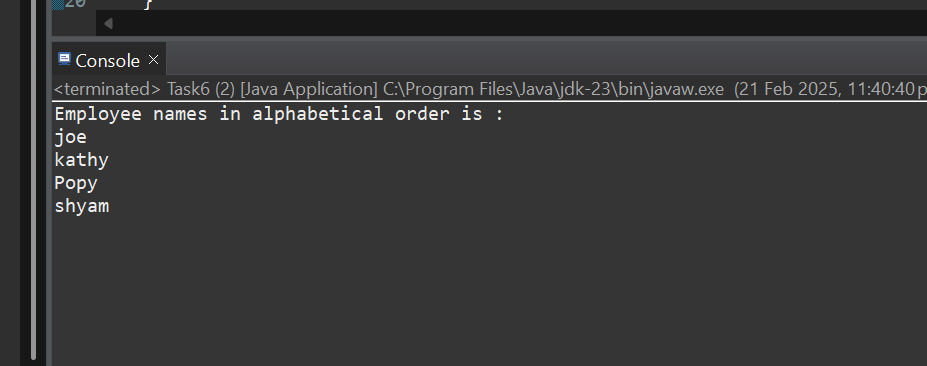 20 }
Console
<terminated> Task6 (2) [Java Application] C:\Program Files\Java\jdk-23\bin\javaw.exe (21 Feb 2025, 11:40:40 p
Employee names in alphabetical order is :
joe
kathy
Popy
shyam